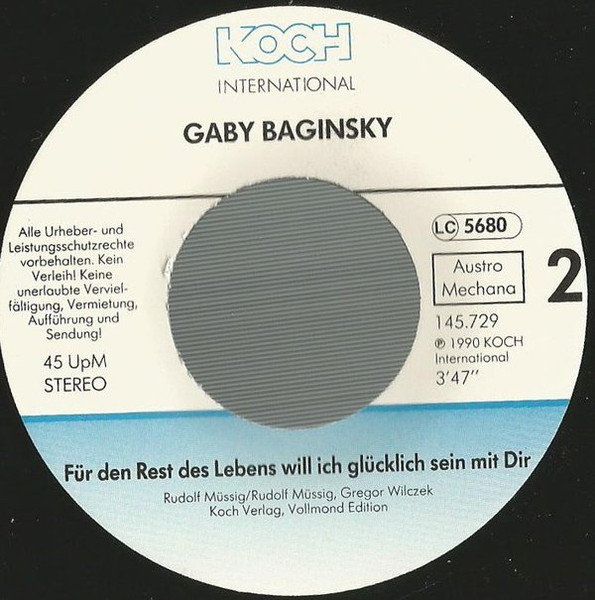 KOCH
INTERNATIONAL
GABY BAGINSKY
Alle Urheber- und
Leistungsschutzrechte
vorbehalten. Kein
Verleih! Keine
unerlaubte Verviel-
fältigung, Vermietung,
Aufführung und
Sendung!
45 UpM
STEREO
LC 5680
Austro
Mechana
2
145.729
℗ 1990 KOCH
International
3'47''
Für den Rest des Lebens will ich glücklich sein mit Dir
Rudolf Müssig/Rudolf Müssig, Gregor Wilczek
Koch Verlag, Vollmond Edition